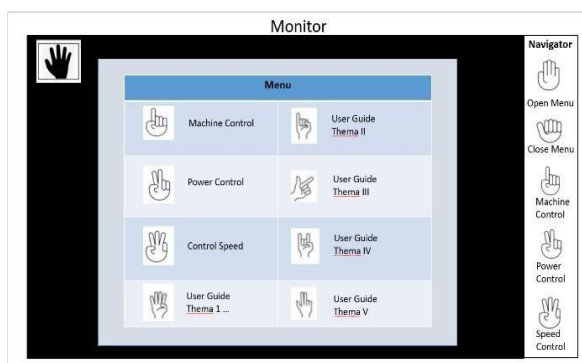 Monitor
Menu
Machine Control
User Guide
Thema II
Power Control
User Guide
Thema III
Control Speed
User Guide
Thema IV
User Guide
Thema 1 ...
User Guide
Thema V
Navigator
Open Menu
Close Menu
Machine
Control
Power
Control
Speed
Control